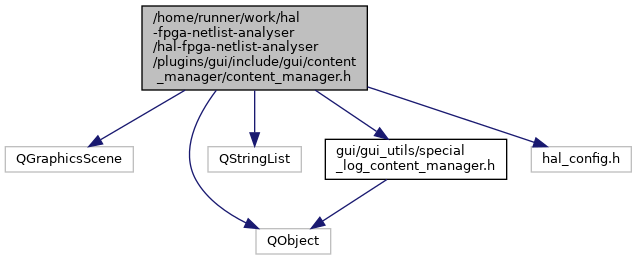 /home/runner/work/hal
-fpga-netlist-analyser
/hal-fpga-netlist-analyser
/plugins/gui/include/gui/content
_manager/content_manager.h
QGraphicsScene
QStringList
gui/gui_utils/special
_log_content_manager.h
hal_config.h
QObject